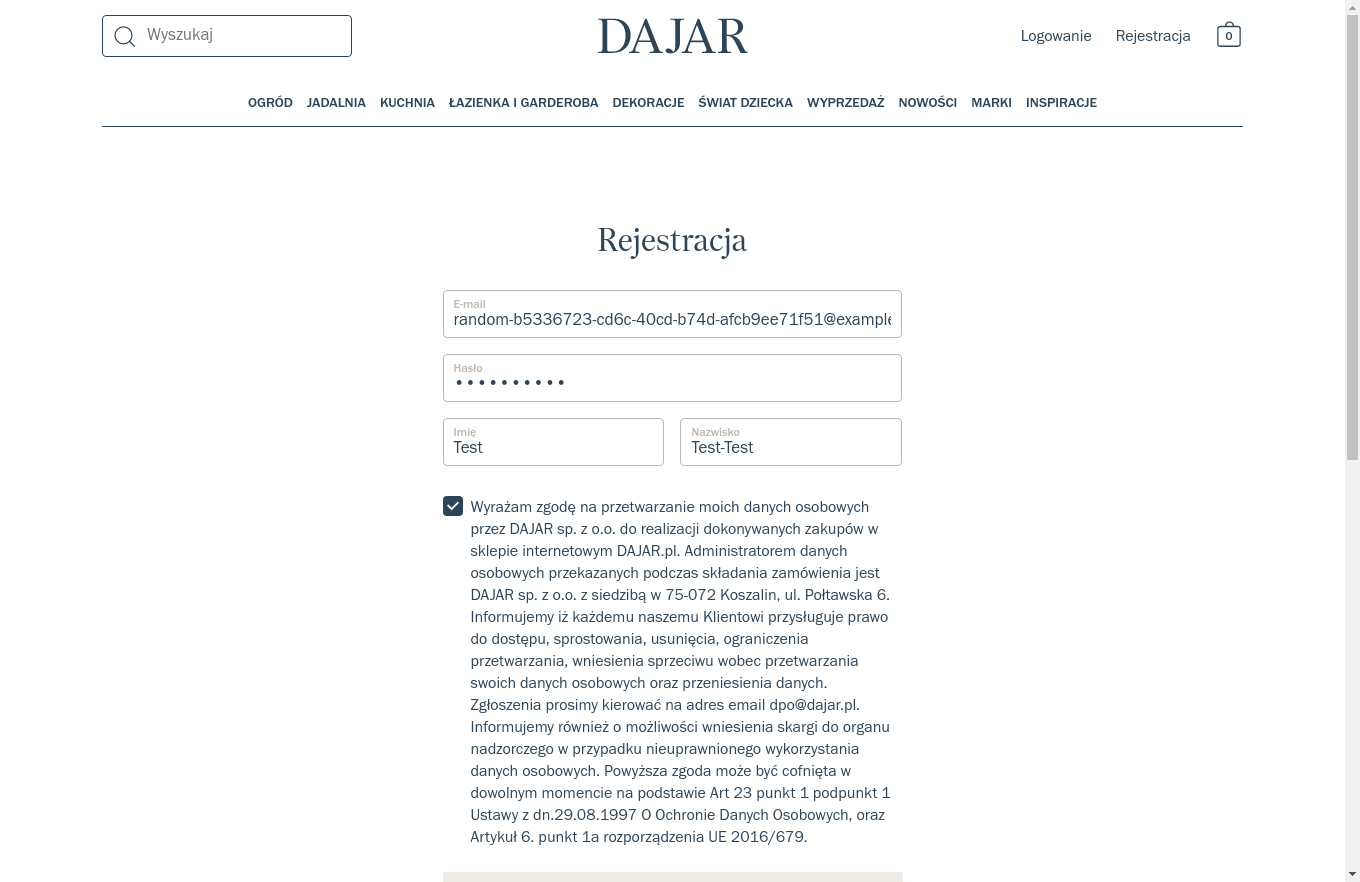 Wyszukaj
DAJAR
Logowanie
Rejestracja
0
OGRÓD JADALNIA KUCHNIA ŁAZIENKA I GARDEROBA DEKORACJE ŚWIAT DZIECKA WYPRZEDAŻ NOWOŚCI MARKI INSPIRACJE
Rejestracja
E-mail
random-b5336723-cd6c-40cd-b74d-afcb9ee71f51@example
Hasło
••••••••••
Imię
Test
Nazwisko
Test-Test
Wyrażam zgodę na przetwarzanie moich danych osobowych
przez DAJAR sp. z o.o. do realizacji dokonywanych zakupów w
sklepie internetowym DAJAR.pl. Administratorem danych
osobowych przekazanych podczas składania zamówienia jest
DAJAR sp. z o.o. z siedzibą w 75-072 Koszalin, ul. Połtawska 6.
Informujemy iż każdemu naszemu Klientowi przysługuje prawo
do dostępu, sprostowania, usunięcia, ograniczenia
przetwarzania, wniesienia sprzeciwu wobec przetwarzania
swoich danych osobowych oraz przeniesienia danych.
Zgłoszenia prosimy kierować na adres email dpo@dajar.pl.
Informujemy również o możliwości wniesienia skargi do organu
nadzorczego w przypadku nieuprawnionego wykorzystania
danych osobowych. Powyższa zgoda może być cofnięta w
dowolnym momencie na podstawie Art 23 punkt 1 podpunkt 1
Ustawy z dn.29.08.1997 O Ochronie Danych Osobowych, oraz
Artykuł 6. punkt 1a rozporządzenia UE 2016/679.